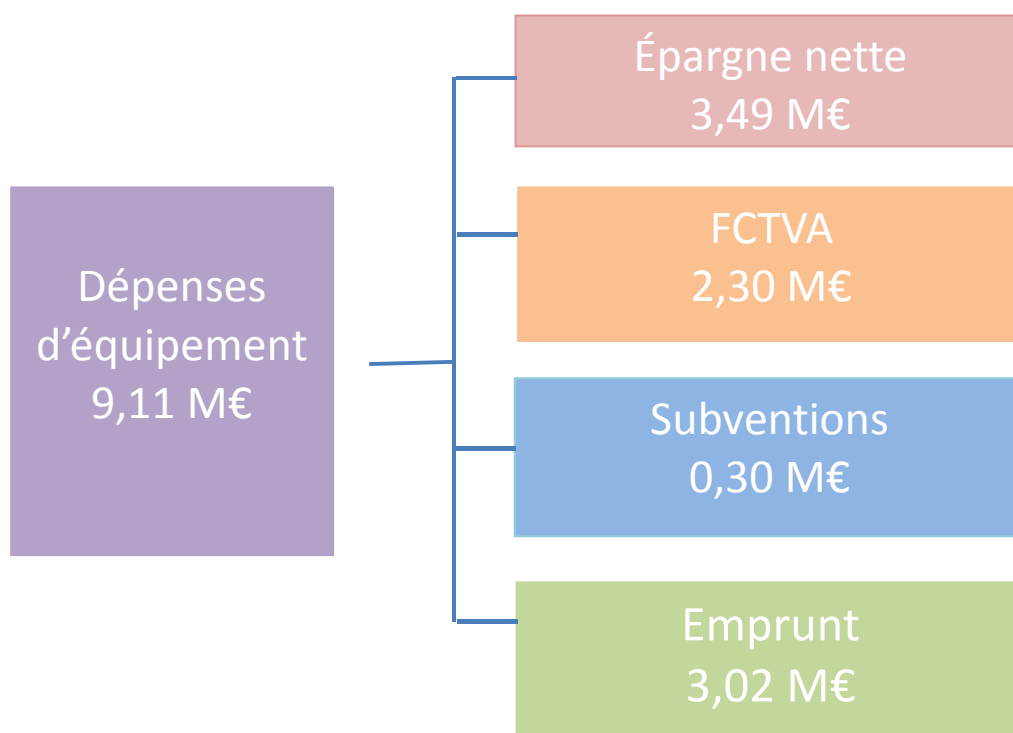 Dépenses
d’équipement
9,11 M€
Épargne nette
3,49 M€
FCTVA
2,30 M€
Subventions
0,30 M€
Emprunt
3,02 M€